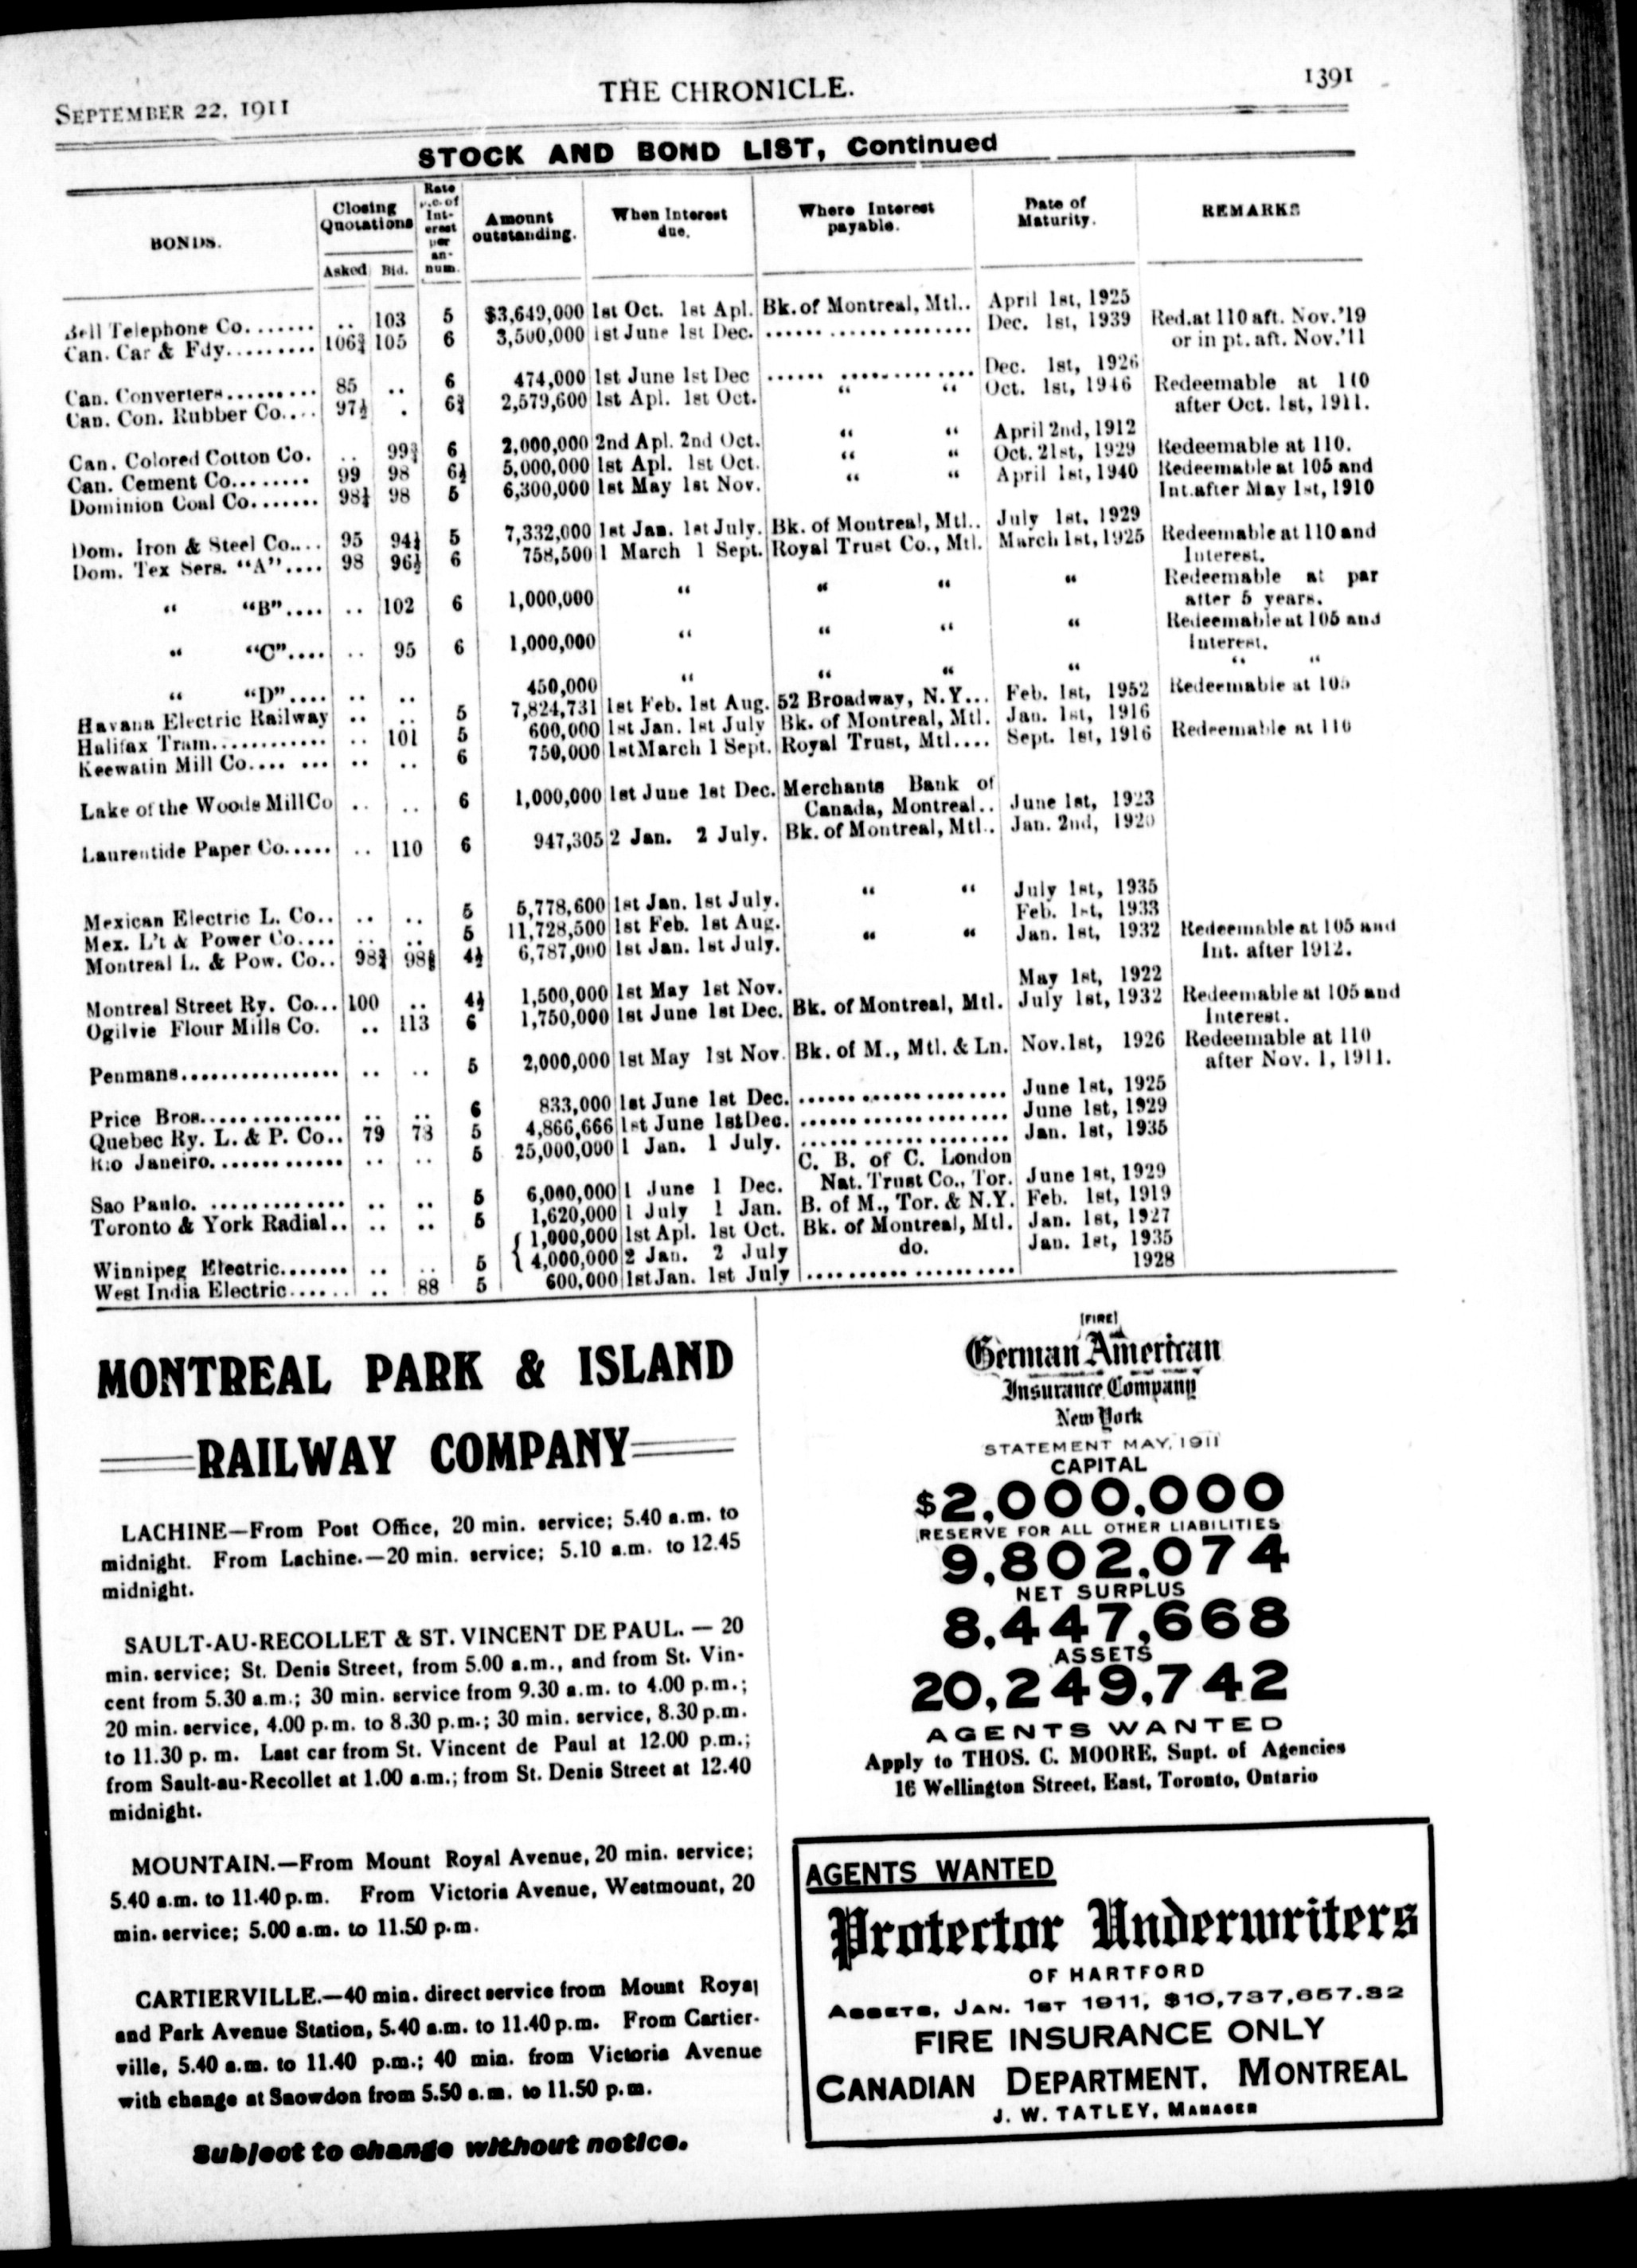 SEPTEMBER 22, 1911 THE CHRONICLE. 1391
STOCK AND BOND LIST, Continued
BONDS. Closing Quotations Asked Bid. Rate p.c. of Interest per annum. Amount outstanding. When Interest due. Where Interest payable. Date of Maturity. REMARKS
Bell Telephone Co....... .. 103 5 $3,649,000 1st Oct. 1st Apl. Bk. of Montreal, Mtl.. April 1st, 1925
Can. Car & Fdy......... 106¾ 105 6 3,500,000 1st June 1st Dec. ...... ............... Dec. 1st, 1939 Red. at 110 aft. Nov. '19
or in pt. aft. Nov. '11
Can. Converters......... 85 .. 6 474,000 1st June 1st Dec ...... ............... Dec. 1st, 1926
Can. Con. Rubber Co.... 97½ . 6 2,579,600 1st Apl. 1st Oct. “ “ Oct. 1st, 1946 Redeemable at 110
after Oct. 1st, 1911.
Can. Colored Cotton Co. .. 99¾ 6 2,000,000 2nd Apl. 2nd Oct. “ “ April 2nd, 1912
Can. Cement Co........ 99 98 6½ 5,000,000 1st Apl. 1st Oct. “ “ Oct. 21st, 1929 Redeemable at 110.
Dominion Coal Co....... 98½ 98 5 6,300,000 1st May 1st Nov. “ “ April 1st, 1940 Redeemable at 105 and
Int. after May 1st, 1910
Dom. Iron & Steel Co.... 95 94½ 5 7,332,000 1st Jan. 1st July. Bk. of Montreal, Mtl.. July 1st, 1929
Dom. Tex Sers. “A”.... 98 96½ 6 758,500 1 March 1 Sept. Royal Trust Co., Mtl. March 1st, 1925 Redeemable at 110 and
Interest.
“ “B”.... .. 102 6 1,000,000 “ “ “ “ Redeemable at par
after 5 years.
“ “C”.... .. 95 6 1,000,000 “ “ “ “ Redeemable at 105 and
Interest.
“ “D”.... .. .. 450,000 “ “ “ “ “ “
Havana Electric Railway .. .. 5 7,824,731 1st Feb. 1st Aug. 52 Broadway, N.Y... Feb. 1st, 1952 Redeemable at 105
Halifax Tram............ .. 101 5 600,000 1st Jan. 1st July Bk. of Montreal, Mtl. Jan. 1st, 1916
Keewatin Mill Co.... ... .. .. 6 750,000 1st March 1 Sept. Royal Trust, Mtl.... Sept. 1st, 1916 Redeemable at 110
Lake of the Woods Mill Co .. .. 6 1,000,000 1st June 1st Dec. Merchants Bank of
Canada, Montreal.. June 1st, 1923
Laurentide Paper Co..... .. 110 6 947,305 2 Jan. 2 July. Bk. of Montreal, Mtl.. Jan. 2nd, 1920
Mexican Electric L. Co.. .. .. 5 5,778,600 1st Jan. 1st July. “ “ July 1st, 1935
Mex. L't & Power Co.... .. .. 5 11,728,500 1st Feb. 1st Aug. Feb. 1st, 1933
Montreal L. & Pow. Co.. 98¾ 98 4½ 6,787,000 1st Jan. 1st July. “ “ Jan. 1st, 1932 Redeemable at 105 and
Int. after 1912.
Montreal Street Ry. Co... 100 .. 4½ 1,500,000 1st May 1st Nov. May 1st, 1922
Ogilvie Flour Mills Co. .. 113 6 1,750,000 1st June 1st Dec. Bk. of Montreal, Mtl. July 1st, 1932 Redeemable at 105 and
Interest.
Penmans................ .. .. 5 2,000,000 1st May 1st Nov. Bk. of M., Mtl. & Ln. Nov. 1st, 1926 Redeemable at 110
after Nov. 1, 1911.
Price Bros.............. .. .. 6 833,000 1st June 1st Dec. ..................... June 1st, 1925
Quebec Ry. L. & P. Co.. 79 78 5 4,866,666 1st June 1st Dec. ..................... June 1st, 1929
Rio Janeiro............. .. .. 5 25,000,000 1 Jan. 1 July. ..................... Jan. 1st, 1935
C. B. of C. London
Sao Paulo. ............. .. .. 5 6,000,000 1 June 1 Dec. Nat. Trust Co., Tor. June 1st, 1929
Toronto & York Radial.. .. .. 5 1,620,000 1 July 1 Jan. B. of M., Tor. & N.Y. Feb. 1st, 1919
{ 1,000,000 1st Apl. 1st Oct. Bk. of Montreal, Mtl. Jan. 1st, 1927
Winnipeg Electric....... .. .. 5 { 4,000,000 2 Jan. 2 July do. Jan. 1st, 1935
West India Electric...... .. 88 5 600,000 1st Jan. 1st July .................... 1928
MONTREAL PARK & ISLAND
RAILWAY COMPANY
LACHINE—From Post Office, 20 min. service; 5.40 a.m. to
midnight. From Lachine.—20 min. service; 5.10 a.m. to 12.45
midnight.
SAULT-AU-RECOLLET & ST. VINCENT DE PAUL. — 20
min. service; St. Denis Street, from 5.00 a.m., and from St. Vin-
cent from 5.30 a.m.; 30 min. service from 9.30 a.m. to 4.00 p.m.;
20 min. service, 4.00 p.m. to 8.30 p.m.; 30 min. service, 8.30 p.m.
to 11.30 p. m. Last car from St. Vincent de Paul at 12.00 p.m.;
from Sault-au-Recollet at 1.00 a.m.; from St. Denis Street at 12.40
midnight.
MOUNTAIN.—From Mount Royal Avenue, 20 min. service;
5.40 a.m. to 11.40 p.m. From Victoria Avenue, Westmount, 20
min. service; 5.00 a.m. to 11.50 p.m.
CARTIERVILLE.—40 min. direct service from Mount Royal
and Park Avenue Station, 5.40 a.m. to 11.40 p.m. From Cartier-
ville, 5.40 a.m. to 11.40 p.m.; 40 min. from Victoria Avenue
with change at Snowdon from 5.50 a.m. to 11.50 p.m.
Subject to change without notice.
[FIRE]
German American
Insurance Company
New York
STATEMENT MAY, 1911
CAPITAL
$2,000,000
RESERVE FOR ALL OTHER LIABILITIES
9,802,074
NET SURPLUS
8,447,668
ASSETS
20,249,742
AGENTS WANTED
Apply to THOS. C. MOORE, Supt. of Agencies
16 Wellington Street, East, Toronto, Ontario
AGENTS WANTED
Protector Underwriters
OF HARTFORD
ASSETS, JAN. 1ST 1911, $10,737,657.32
FIRE INSURANCE ONLY
CANADIAN DEPARTMENT, MONTREAL
J. W. TATLEY, MANAGER